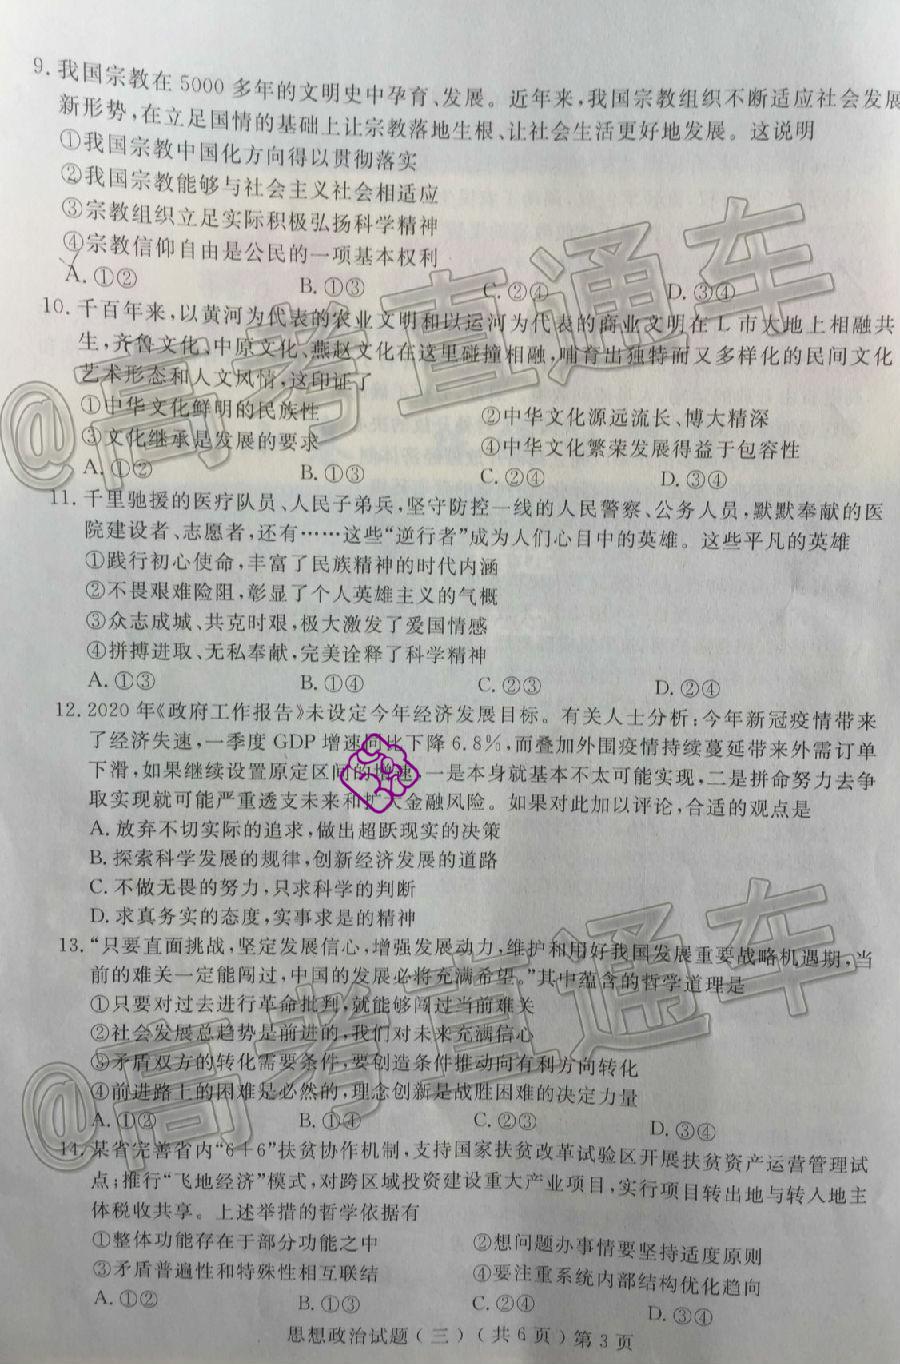 9. 我国宗教在5000多年的文明史中孕育、发展。近年来,我国宗教组织不断适应社会发展
新形势,在立足国情的基础上让宗教落地生根、让社会生活更好地发展。这说明
①我国宗教中国化方向得以贯彻落实
②我国宗教能够与社会主义社会相适应
③宗教组织立足实际积极弘扬科学精神
④宗教信仰自由是公民的一项基本权利
A. ①② B. ①③ C. ②④ D. ③④
10. 千百年来,以黄河为代表的农业文明和以运河为代表的商业文明在L市大地上相融共
生,齐鲁文化、中原文化、燕赵文化在这里碰撞相融,哺育出独特而又多样化的民间文化
艺术形态和人文风情,这印证了
①中华文化鲜明的民族性 ②中华文化源远流长、博大精深
③文化继承是发展的要求 ④中华文化繁荣发展得益于包容性
A. ①② B. ①③ C. ②④ D. ③④
11. 千里驰援的医疗队员、人民子弟兵,坚守防控一线的人民警察、公务人员,默默奉献的医
院建设者、志愿者,还有……这些“逆行者”成为人们心目中的英雄。这些平凡的英雄
①践行初心使命,丰富了民族精神的时代内涵
②不畏艰难险阻,彰显了个人英雄主义的气概
③众志成城、共克时艰,极大激发了爱国情感
④拼搏进取、无私奉献,完美诠释了科学精神
A. ①③ B. ①④ C. ②③ D. ②④
12. 2020年《政府工作报告》未设定今年经济发展目标。有关人士分析:今年新冠疫情带来
了经济失速,一季度GDP增速同比下降6.8%,而叠加外围疫情持续蔓延带来外需订单
下滑,如果继续设置原定区间的增速,一是本身就基本不太可能实现,二是拼命努力去争
取实现就可能严重透支未来和扩大金融风险。如果对此加以评论,合适的观点是
A. 放弃不切实际的追求,做出超跃现实的决策
B. 探索科学发展的规律,创新经济发展的道路
C. 不做无畏的努力,只求科学的判断
D. 求真务实的态度,实事求是的精神
13. “只要直面挑战,坚定发展信心,增强发展动力,维护和用好我国发展重要战略机遇期,当
前的难关一定能闯过,中国的发展必将充满希望。”其中蕴含的哲学道理是
①只要对过去进行革命批判,就能够闯过当前难关
②社会发展总趋势是前进的,我们对未来充满信心
③矛盾双方的转化需要条件,要创造条件推动向有利方向转化
④前进路上的困难是必然的,理念创新是战胜困难的决定力量
A. ①② B. ①④ C. ②③ D. ③④
14. 某省完善省内“6+6”扶贫协作机制,支持国家扶贫改革试验区开展扶贫资产运营管理试
点;推行“飞地经济”模式,对跨区域投资建设重大产业项目,实行项目转出地与转入地主
体税收共享。上述举措的哲学依据有
①整体功能存在于部分功能之中 ②想问题办事情要坚持适度原则
③矛盾普遍性和特殊性相互联结 ④要注重系统内部结构优化趋向
A. ①② B. ①③ C. ②④ D. ③④
思想政治试题(三)(共6页)第3页
@高考直通车
@高考直通车